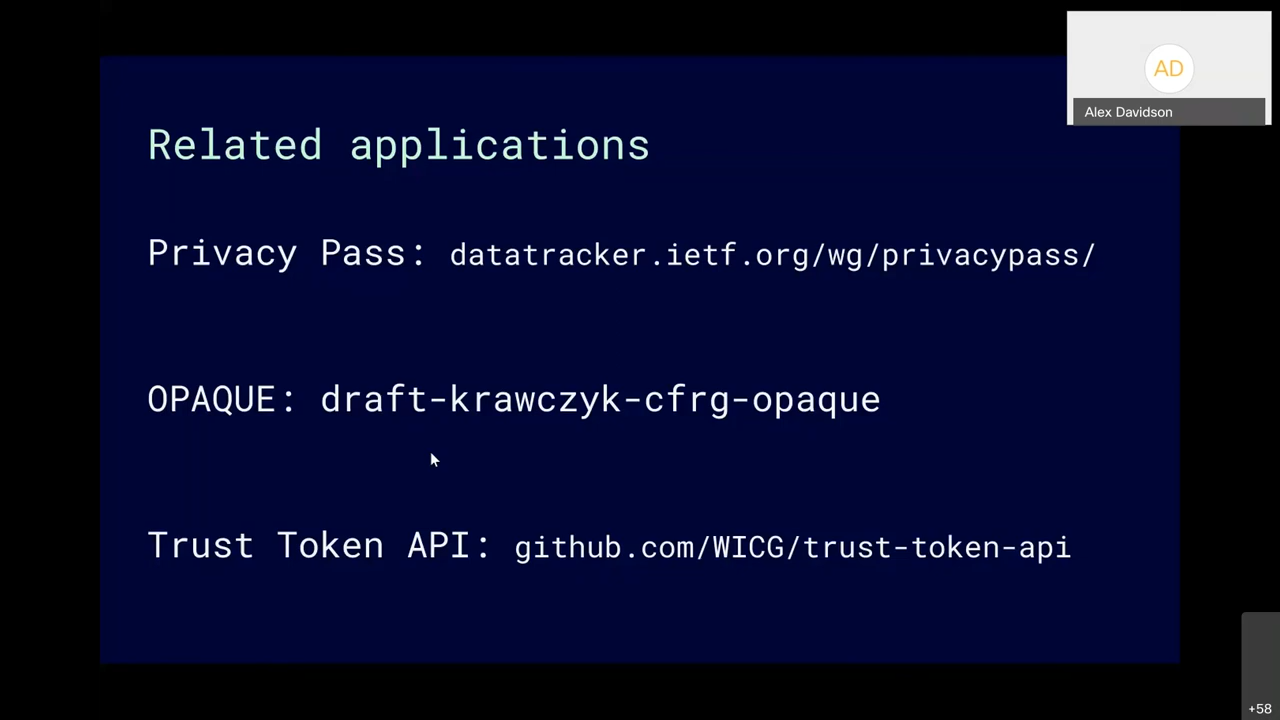 AD
Alex Davidson
Related applications
Privacy Pass: datatracker.ietf.org/wg/privacypass/
OPAQUE: draft-krawczyk-cfrg-opaque
Trust Token API: github.com/WICG/trust-token-api
+58